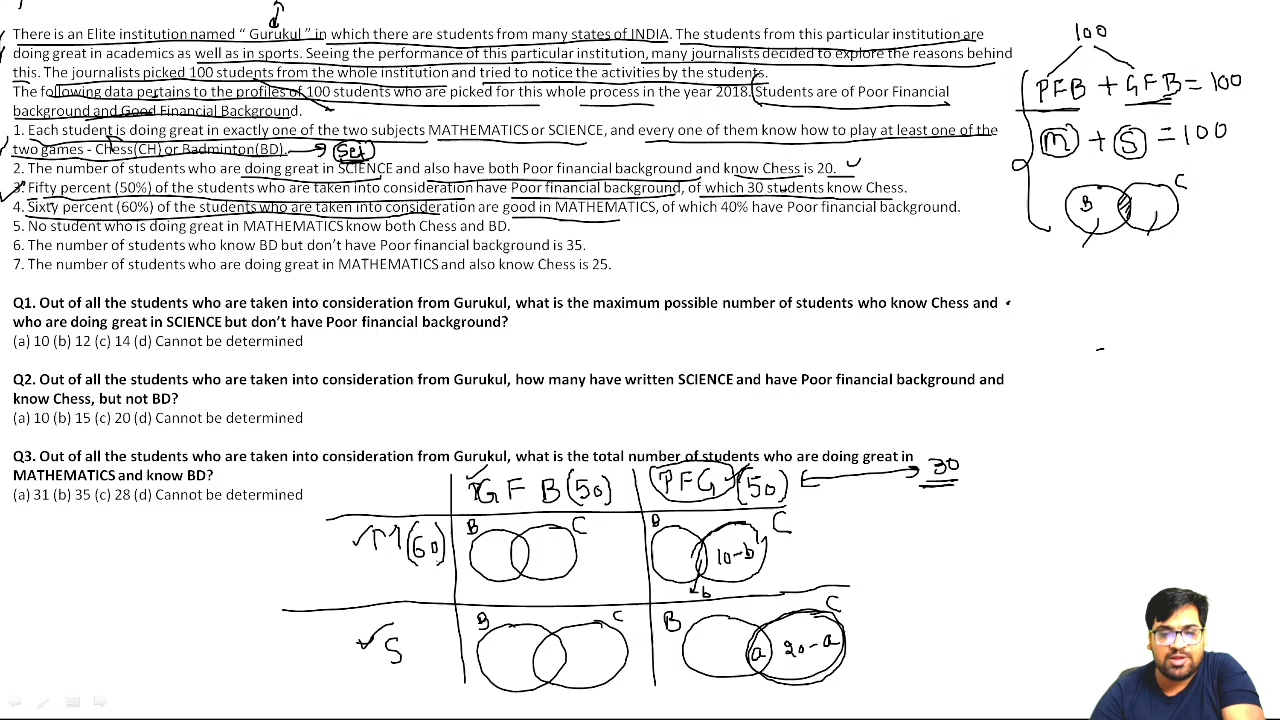 There is an Elite institution named “ Gurukul ” in which there are students from many states of INDIA. The students from this particular institution are
doing great in academics as well as in sports. Seeing the performance of this particular institution, many journalists decided to explore the reasons behind
this. The journalists picked 100 students from the whole institution and tried to notice the activities by the students.
The following data pertains to the profiles of 100 students who are picked for this whole process in the year 2018. Students are of Poor Financial
background and Good Financial Background.
1. Each student is doing great in exactly one of the two subjects MATHEMATICS or SCIENCE, and every one of them know how to play at least one of the
two games - Chess(CH) or Badminton(BD).
2. The number of students who are doing great in SCIENCE and also have both Poor financial background and know Chess is 20.
3. Fifty percent (50%) of the students who are taken into consideration have Poor financial background, of which 30 students know Chess.
4. Sixty percent (60%) of the students who are taken into consideration are good in MATHEMATICS, of which 40% have Poor financial background.
5. No student who is doing great in MATHEMATICS know both Chess and BD.
6. The number of students who know BD but don’t have Poor financial background is 35.
7. The number of students who are doing great in MATHEMATICS and also know Chess is 25.
100
PFB + GFB = 100
M + S = 100
B C
Q1. Out of all the students who are taken into consideration from Gurukul, what is the maximum possible number of students who know Chess and
who are doing great in SCIENCE but don’t have Poor financial background?
(a) 10 (b) 12 (c) 14 (d) Cannot be determined
Q2. Out of all the students who are taken into consideration from Gurukul, how many have written SCIENCE and have Poor financial background and
know Chess, but not BD?
(a) 10 (b) 15 (c) 20 (d) Cannot be determined
Q3. Out of all the students who are taken into consideration from Gurukul, what is the total number of students who are doing great in
MATHEMATICS and know BD?
(a) 31 (b) 35 (c) 28 (d) Cannot be determined
GFB (50) PFG (50) 30
M (60) B C B 10-b C
b
S B C B a 20-a C